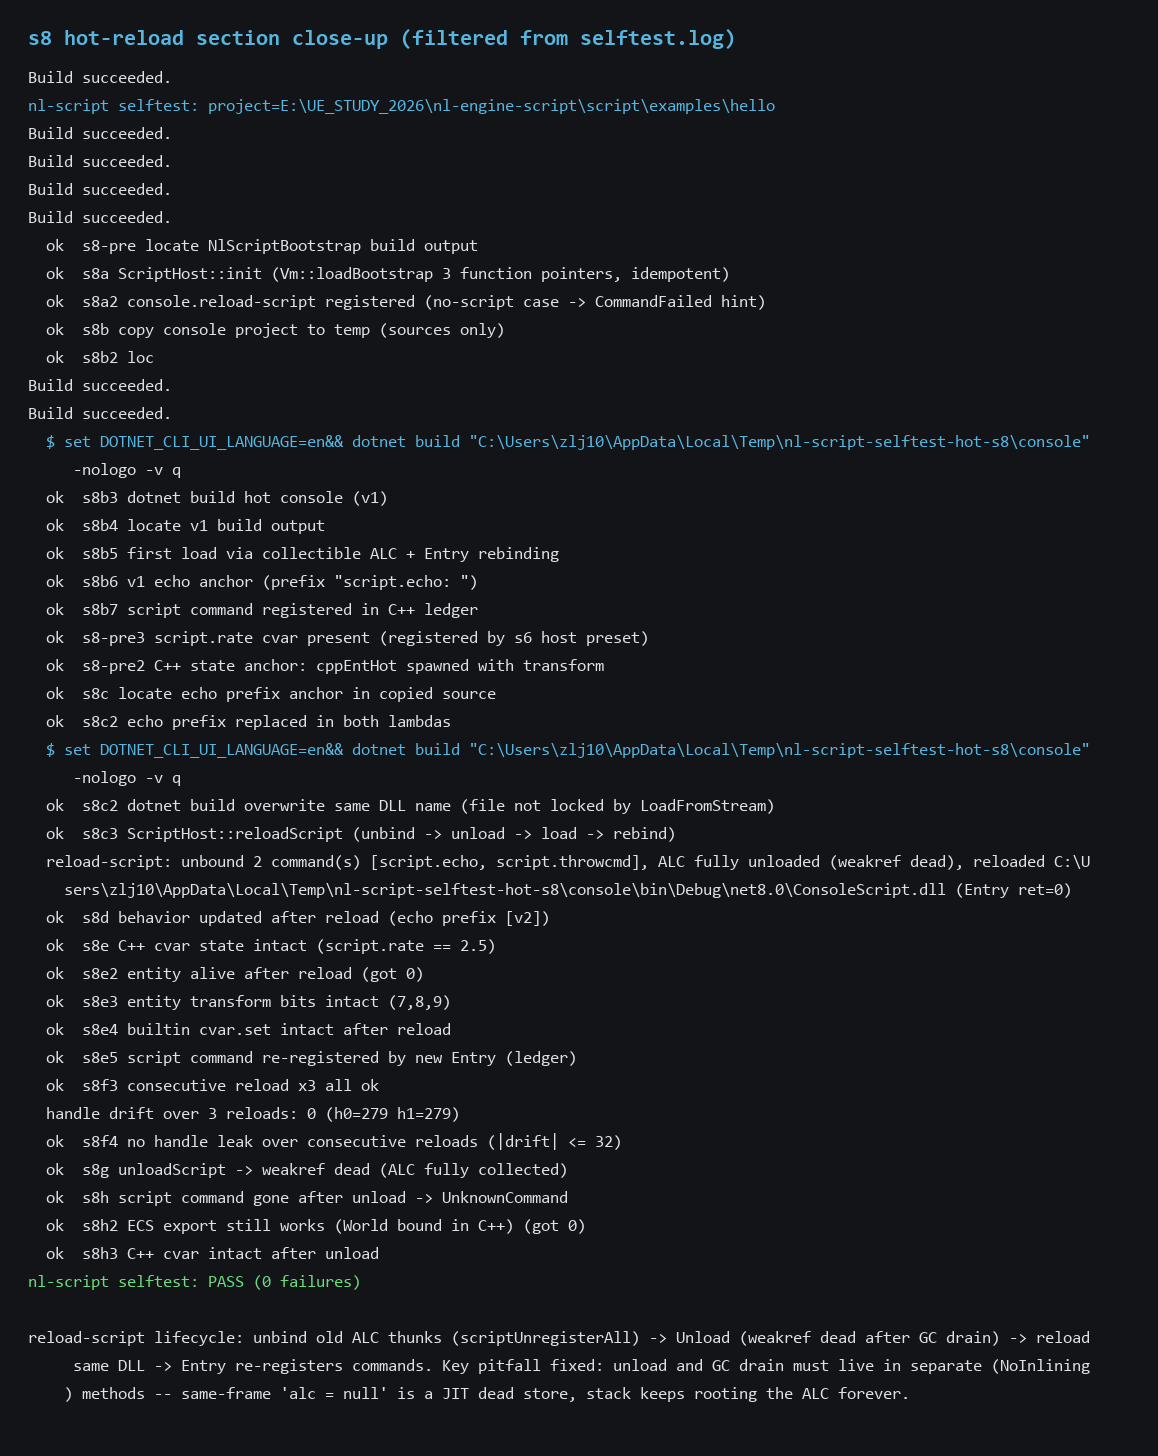 s8 hot-reload section close-up (filtered from selftest.log)
Build succeeded.
nl-script selftest: project=E:\UE_STUDY_2026\nl-engine-script\script\examples\hello
Build succeeded.
Build succeeded.
Build succeeded.
Build succeeded.
ok  s8-pre locate NlScriptBootstrap build output
ok  s8a ScriptHost::init (Vm::loadBootstrap 3 function pointers, idempotent)
ok  s8a2 console.reload-script registered (no-script case -> CommandFailed hint)
ok  s8b copy console project to temp (sources only)
ok  s8b2 loc
Build succeeded.
Build succeeded.
$ set DOTNET_CLI_UI_LANGUAGE=en&& dotnet build "C:\Users\zlj10\AppData\Local\Temp\nl-script-selftest-hot-s8\console"
-nologo -v q
ok  s8b3 dotnet build hot console (v1)
ok  s8b4 locate v1 build output
ok  s8b5 first load via collectible ALC + Entry rebinding
ok  s8b6 v1 echo anchor (prefix "script.echo: ")
ok  s8b7 script command registered in C++ ledger
ok  s8-pre3 script.rate cvar present (registered by s6 host preset)
ok  s8-pre2 C++ state anchor: cppEntHot spawned with transform
ok  s8c locate echo prefix anchor in copied source
ok  s8c2 echo prefix replaced in both lambdas
$ set DOTNET_CLI_UI_LANGUAGE=en&& dotnet build "C:\Users\zlj10\AppData\Local\Temp\nl-script-selftest-hot-s8\console"
-nologo -v q
ok  s8c2 dotnet build overwrite same DLL name (file not locked by LoadFromStream)
ok  s8c3 ScriptHost::reloadScript (unbind -> unload -> load -> rebind)
reload-script: unbound 2 command(s) [script.echo, script.throwcmd], ALC fully unloaded (weakref dead), reloaded C:\U
sers\zlj10\AppData\Local\Temp\nl-script-selftest-hot-s8\console\bin\Debug\net8.0\ConsoleScript.dll (Entry ret=0)
ok  s8d behavior updated after reload (echo prefix [v2])
ok  s8e C++ cvar state intact (script.rate == 2.5)
ok  s8e2 entity alive after reload (got 0)
ok  s8e3 entity transform bits intact (7,8,9)
ok  s8e4 builtin cvar.set intact after reload
ok  s8e5 script command re-registered by new Entry (ledger)
ok  s8f3 consecutive reload x3 all ok
handle drift over 3 reloads: 0 (h0=279 h1=279)
ok  s8f4 no handle leak over consecutive reloads (|drift| <= 32)
ok  s8g unloadScript -> weakref dead (ALC fully collected)
ok  s8h script command gone after unload -> UnknownCommand
ok  s8h2 ECS export still works (World bound in C++) (got 0)
ok  s8h3 C++ cvar intact after unload
nl-script selftest: PASS (0 failures)
reload-script lifecycle: unbind old ALC thunks (scriptUnregisterAll) -> Unload (weakref dead after GC drain) -> reload
same DLL -> Entry re-registers commands. Key pitfall fixed: unload and GC drain must live in separate (NoInlining
) methods -- same-frame 'alc = null' is a JIT dead store, stack keeps rooting the ALC forever.